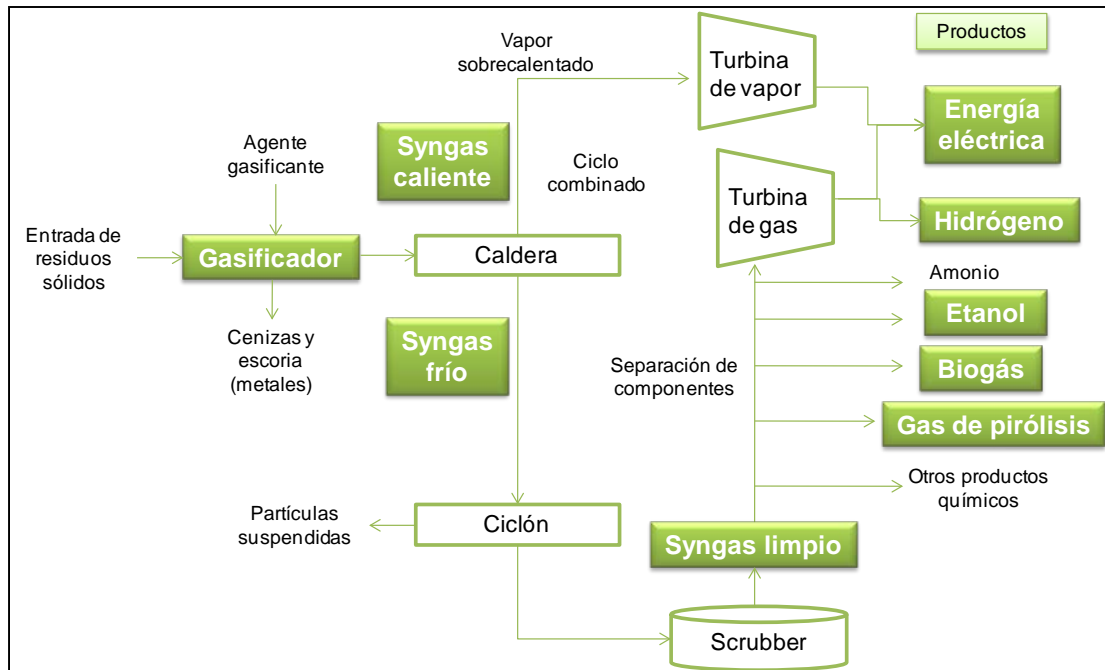 Productos
Vapor
sobrecalentado
Turbina
de vapor
Energía
eléctrica
Agente
gasificante
Syngas
caliente
Ciclo
combinado
Turbina
de gas
Hidrógeno
Entrada de
residuos
sólidos
Gasificador
Caldera
Amonio
Etanol
Cenizas y
escoria
(metales)
Syngas
frío
Separación de
componentes
Biogás
Gas de pirólisis
Otros productos
químicos
Partículas
suspendidas
Ciclón
Syngas limpio
Scrubber